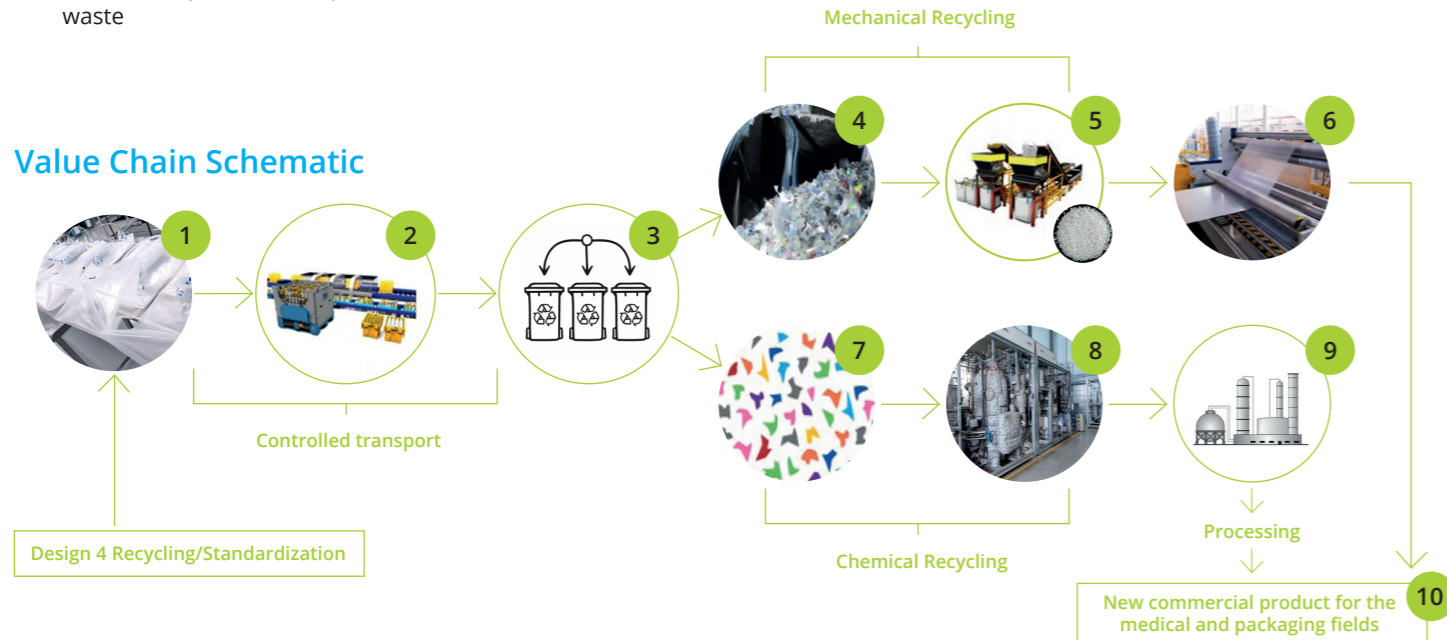 waste
Mechanical Recycling
Value Chain Schematic
1
2
3
4
5
6
7
8
9
Controlled transport
Design 4 Recycling/Standardization
Chemical Recycling
Processing
10
New commercial product for the
medical and packaging fields